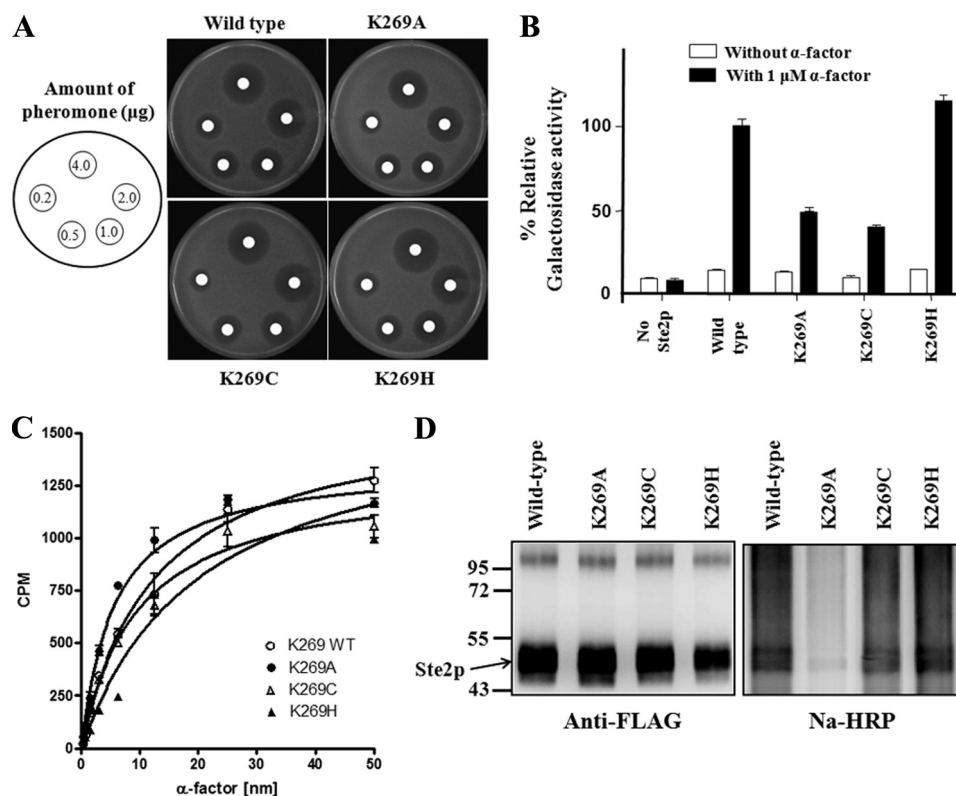 A
Wild type
K269A
Amount of
pheromone (µg)
4.0
0.2
2.0
0.5
1.0
K269C
K269H
B
Without α-factor
With 1 µM α-factor
% Relative
Galactosidase activity
100
50
0
No
Ste2p
Wild
type
K269A
K269C
K269H
C
CPM
1500
1250
1000
750
500
250
0
0
10
20
30
40
50
α-factor [nm]
K269 WT
K269A
K269C
K269H
D
Wild-type
K269A
K269C
K269H
Wild-type
K269A
K269C
K269H
95
72
55
Ste2p
43
Anti-FLAG
Na-HRP